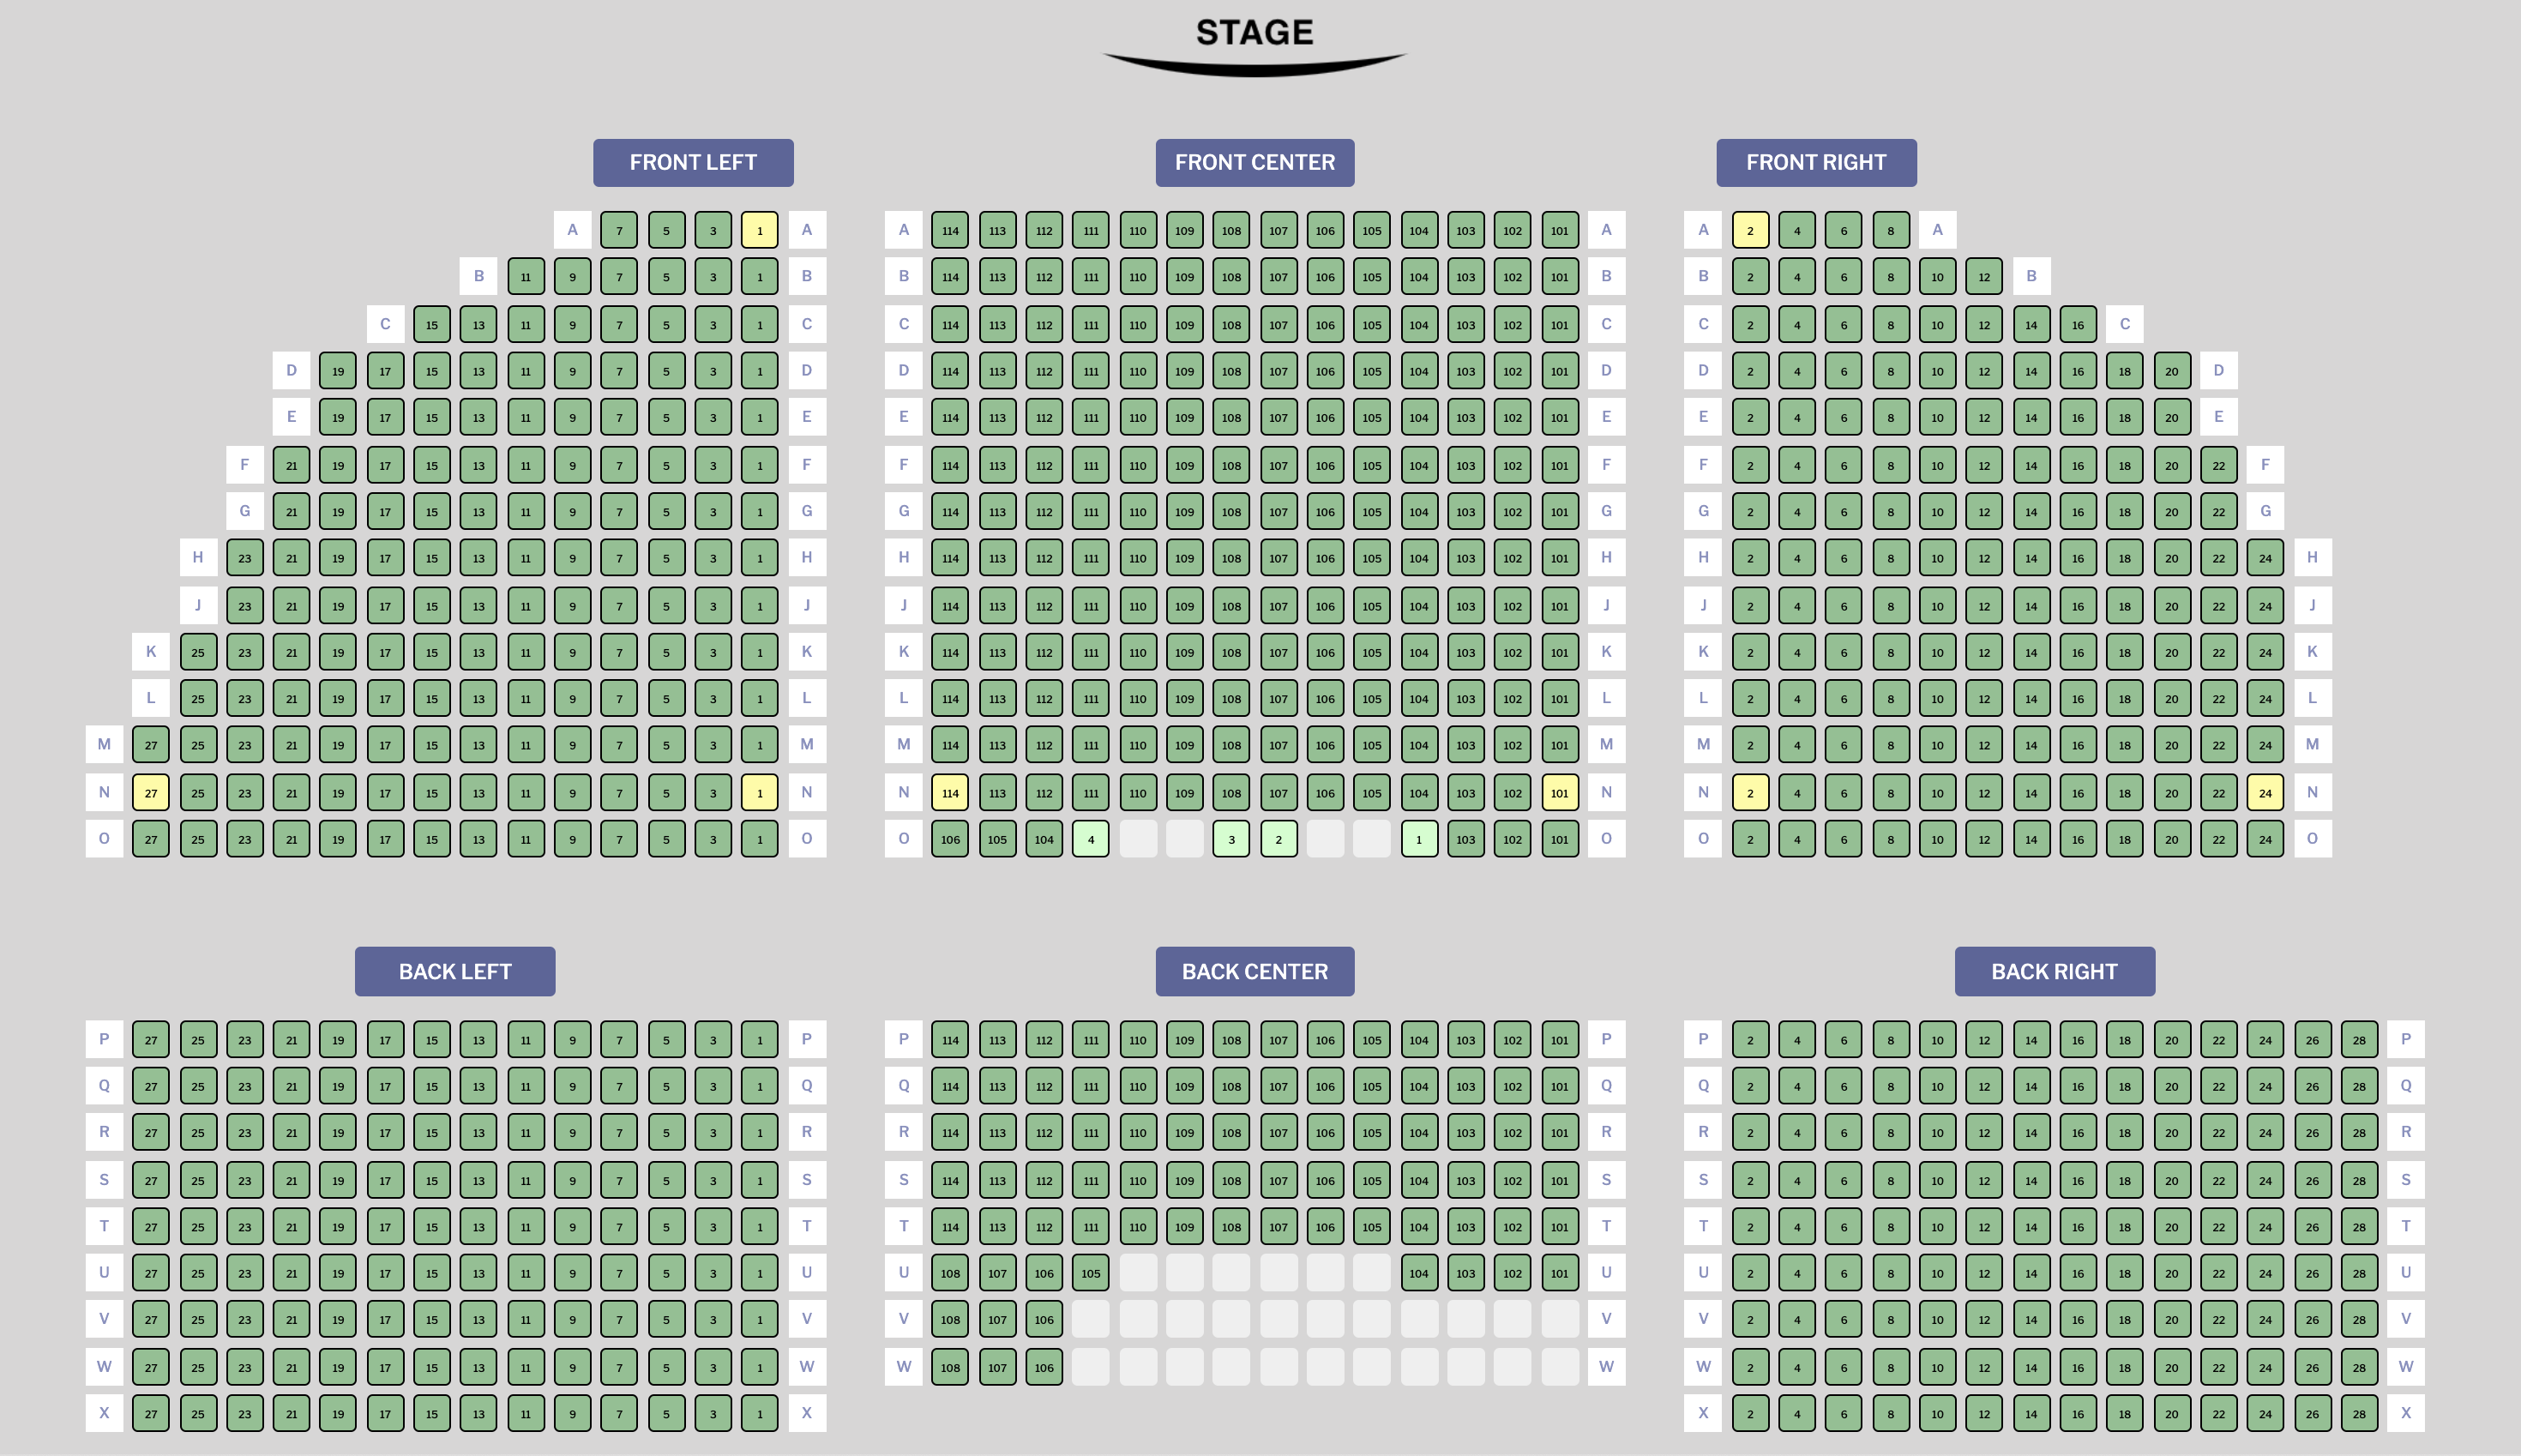 STAGE
FRONT LEFT FRONT CENTER FRONT RIGHT
A 7 5 3 1 A A 114 113 112 111 110 109 108 107 106 105 104 103 102 101 A A 2 4 6 8 A
B 11 9 7 5 3 1 B B 114 113 112 111 110 109 108 107 106 105 104 103 102 101 B B 2 4 6 8 10 12 B
C 15 13 11 9 7 5 3 1 C C 114 113 112 111 110 109 108 107 106 105 104 103 102 101 C C 2 4 6 8 10 12 14 16 C
D 19 17 15 13 11 9 7 5 3 1 D D 114 113 112 111 110 109 108 107 106 105 104 103 102 101 D D 2 4 6 8 10 12 14 16 18 20 D
E 19 17 15 13 11 9 7 5 3 1 E E 114 113 112 111 110 109 108 107 106 105 104 103 102 101 E E 2 4 6 8 10 12 14 16 18 20 E
F 21 19 17 15 13 11 9 7 5 3 1 F F 114 113 112 111 110 109 108 107 106 105 104 103 102 101 F F 2 4 6 8 10 12 14 16 18 20 22 F
G 21 19 17 15 13 11 9 7 5 3 1 G G 114 113 112 111 110 109 108 107 106 105 104 103 102 101 G G 2 4 6 8 10 12 14 16 18 20 22 G
H 23 21 19 17 15 13 11 9 7 5 3 1 H H 114 113 112 111 110 109 108 107 106 105 104 103 102 101 H H 2 4 6 8 10 12 14 16 18 20 22 24 H
J 23 21 19 17 15 13 11 9 7 5 3 1 J J 114 113 112 111 110 109 108 107 106 105 104 103 102 101 J J 2 4 6 8 10 12 14 16 18 20 22 24 J
K 25 23 21 19 17 15 13 11 9 7 5 3 1 K K 114 113 112 111 110 109 108 107 106 105 104 103 102 101 K K 2 4 6 8 10 12 14 16 18 20 22 24 K
L 25 23 21 19 17 15 13 11 9 7 5 3 1 L L 114 113 112 111 110 109 108 107 106 105 104 103 102 101 L L 2 4 6 8 10 12 14 16 18 20 22 24 L
M 27 25 23 21 19 17 15 13 11 9 7 5 3 1 M M 114 113 112 111 110 109 108 107 106 105 104 103 102 101 M M 2 4 6 8 10 12 14 16 18 20 22 24 M
N 27 25 23 21 19 17 15 13 11 9 7 5 3 1 N N 114 113 112 111 110 109 108 107 106 105 104 103 102 101 N N 2 4 6 8 10 12 14 16 18 20 22 24 N
O 27 25 23 21 19 17 15 13 11 9 7 5 3 1 O O 106 105 104 4 3 2 1 103 102 101 O O 2 4 6 8 10 12 14 16 18 20 22 24 O
BACK LEFT BACK CENTER BACK RIGHT
P 27 25 23 21 19 17 15 13 11 9 7 5 3 1 P P 114 113 112 111 110 109 108 107 106 105 104 103 102 101 P P 2 4 6 8 10 12 14 16 18 20 22 24 26 28 P
Q 27 25 23 21 19 17 15 13 11 9 7 5 3 1 Q Q 114 113 112 111 110 109 108 107 106 105 104 103 102 101 Q Q 2 4 6 8 10 12 14 16 18 20 22 24 26 28 Q
R 27 25 23 21 19 17 15 13 11 9 7 5 3 1 R R 114 113 112 111 110 109 108 107 106 105 104 103 102 101 R R 2 4 6 8 10 12 14 16 18 20 22 24 26 28 R
S 27 25 23 21 19 17 15 13 11 9 7 5 3 1 S S 114 113 112 111 110 109 108 107 106 105 104 103 102 101 S S 2 4 6 8 10 12 14 16 18 20 22 24 26 28 S
T 27 25 23 21 19 17 15 13 11 9 7 5 3 1 T T 114 113 112 111 110 109 108 107 106 105 104 103 102 101 T T 2 4 6 8 10 12 14 16 18 20 22 24 26 28 T
U 27 25 23 21 19 17 15 13 11 9 7 5 3 1 U U 108 107 106 105 104 103 102 101 U U 2 4 6 8 10 12 14 16 18 20 22 24 26 28 U
V 27 25 23 21 19 17 15 13 11 9 7 5 3 1 V V 108 107 106 V V 2 4 6 8 10 12 14 16 18 20 22 24 26 28 V
W 27 25 23 21 19 17 15 13 11 9 7 5 3 1 W W 108 107 106 W W 2 4 6 8 10 12 14 16 18 20 22 24 26 28 W
X 27 25 23 21 19 17 15 13 11 9 7 5 3 1 X X 2 4 6 8 10 12 14 16 18 20 22 24 26 28 X